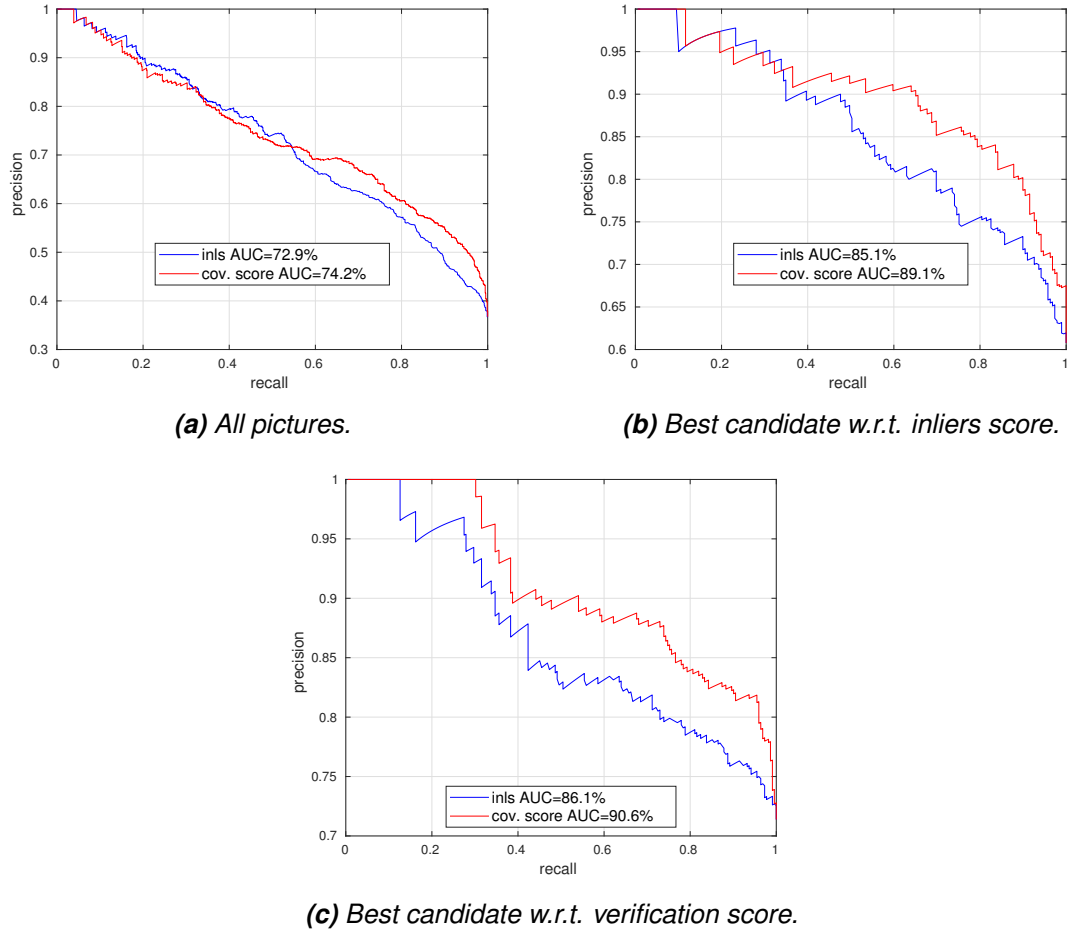 1
0.9
0.8
0.7
0.6
0.5
0.4
0.3
precision
0 0.2 0.4 0.6 0.8 1
recall
inls AUC=72.9%
cov. score AUC=74.2%
(a) All pictures.
1
0.95
0.9
0.85
0.8
0.75
0.7
0.65
0.6
precision
0 0.2 0.4 0.6 0.8 1
recall
inls AUC=85.1%
cov. score AUC=89.1%
(b) Best candidate w.r.t. inliers score.
1
0.95
0.9
0.85
0.8
0.75
0.7
precision
0 0.2 0.4 0.6 0.8 1
recall
inls AUC=86.1%
cov. score AUC=90.6%
(c) Best candidate w.r.t. verification score.